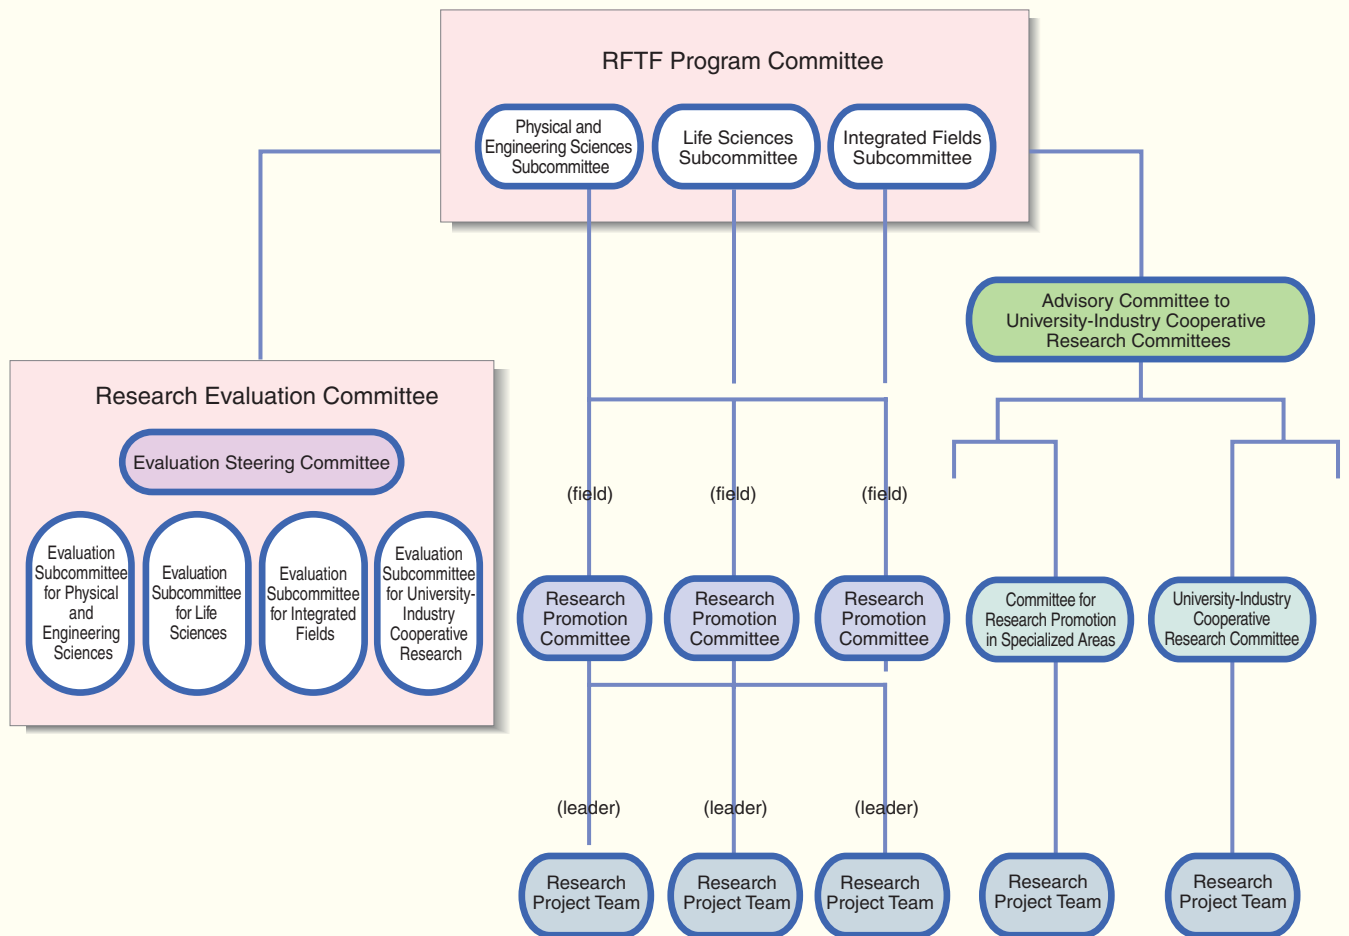 RFTF Program Committee
Physical and
Engineering Sciences
Subcommittee
Life Sciences
Subcommittee
Integrated Fields
Subcommittee
Advisory Committee to
University-Industry Cooperative
Research Committees
Research Evaluation Committee
Evaluation Steering Committee
Evaluation
Subcommittee
for Physical
and
Engineering
Sciences
Evaluation
Subcommittee
for Life
Sciences
Evaluation
Subcommittee
for Integrated
Fields
Evaluation
Subcommittee
for University-
Industry
Cooperative
Research
(field)
(field)
(field)
Research
Promotion
Committee
Research
Promotion
Committee
Research
Promotion
Committee
Committee for
Research Promotion
in Specialized Areas
University-Industry
Cooperative
Research Committee
(leader)
(leader)
(leader)
Research
Project Team
Research
Project Team
Research
Project Team
Research
Project Team
Research
Project Team